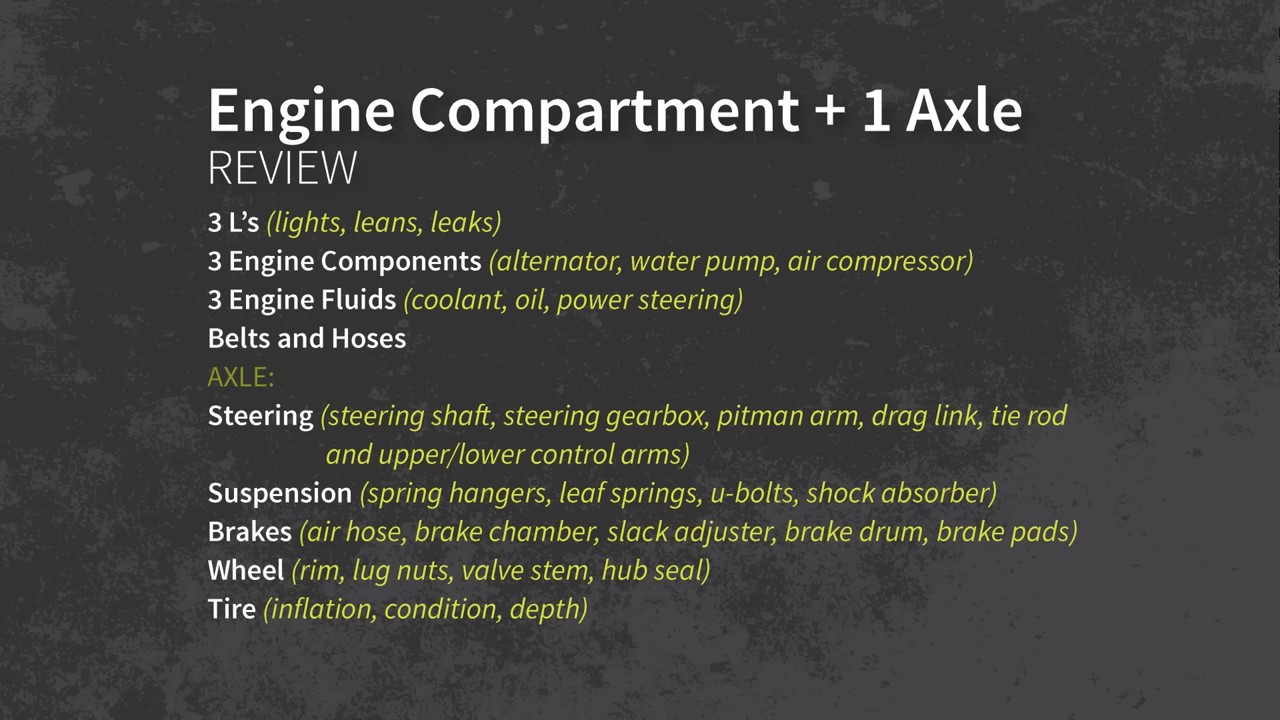 Engine Compartment + 1 Axle
REVIEW
3 L’s (lights, leans, leaks)
3 Engine Components (alternator, water pump, air compressor)
3 Engine Fluids (coolant, oil, power steering)
Belts and Hoses
AXLE:
Steering (steering shaft, steering gearbox, pitman arm, drag link, tie rod
and upper/lower control arms)
Suspension (spring hangers, leaf springs, u-bolts, shock absorber)
Brakes (air hose, brake chamber, slack adjuster, brake drum, brake pads)
Wheel (rim, lug nuts, valve stem, hub seal)
Tire (inflation, condition, depth)